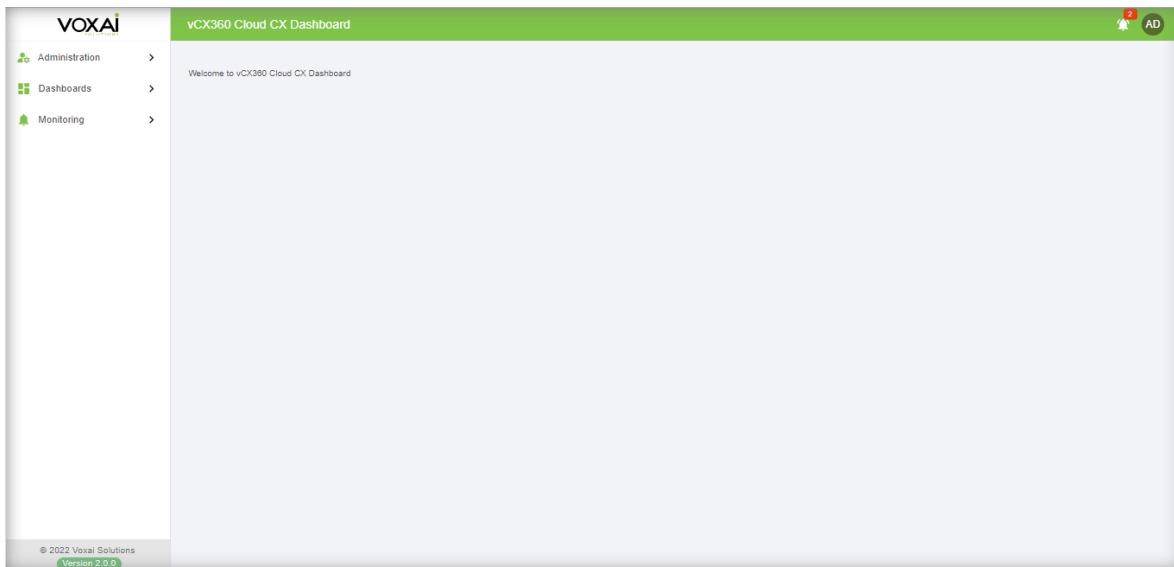 VOXAI
vCX360 Cloud CX Dashboard
2
AD
Administration
Dashboards
Monitoring
Welcome to vCX360 Cloud CX Dashboard
© 2022 Voxai Solutions
Version 2.0.0